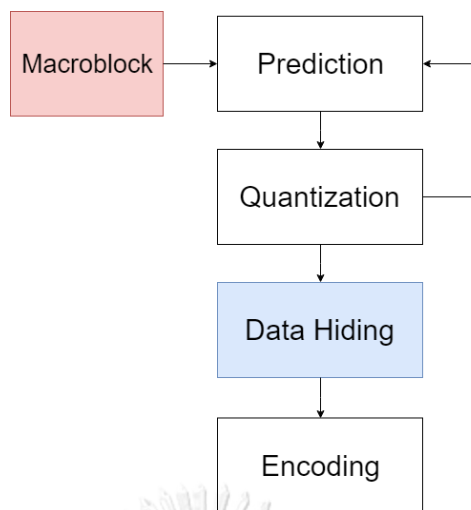 Macroblock
Prediction
Quantization
Data Hiding
Encoding